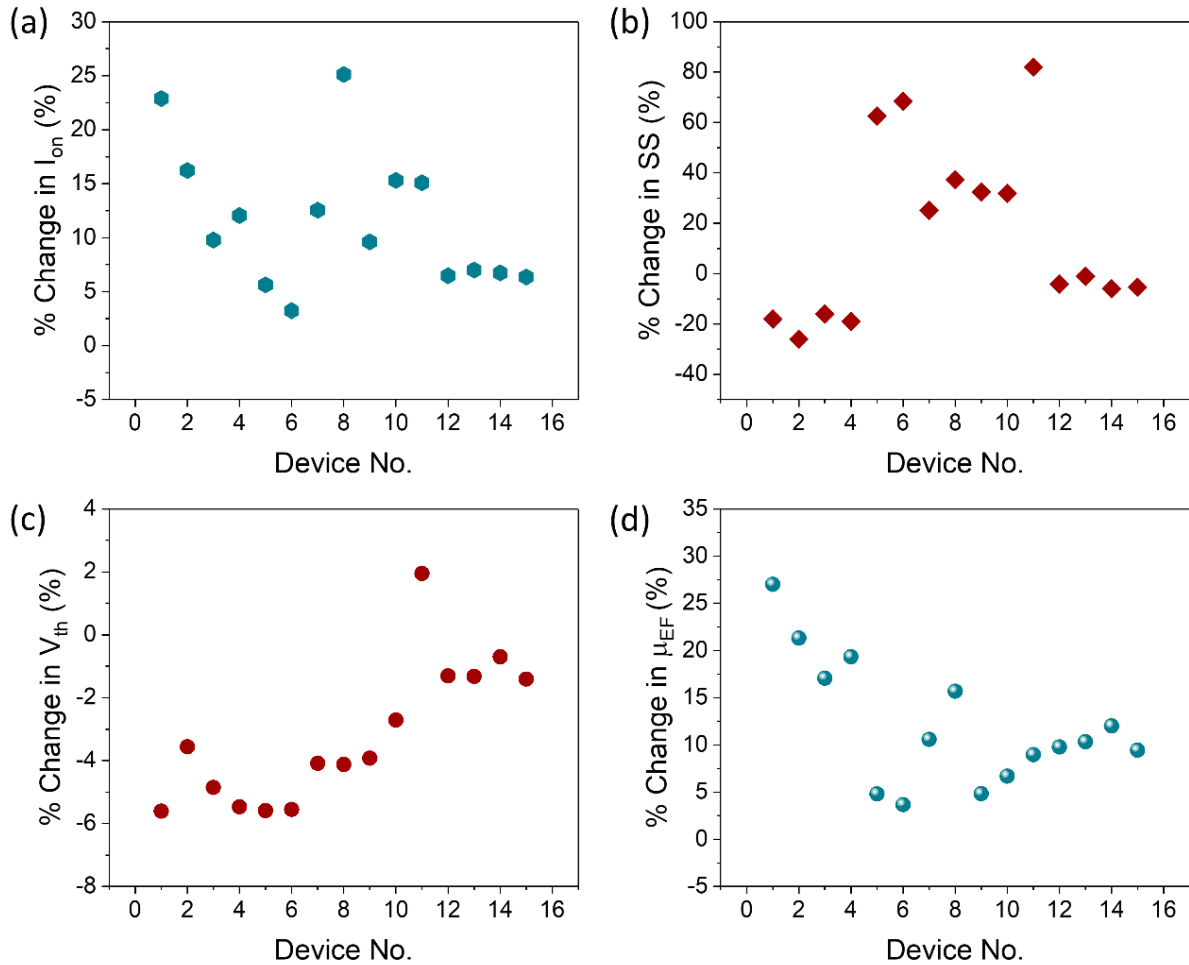 (a)
% Change in Ion (%)
30
25
20
15
10
5
0
-5
0 2 4 6 8 10 12 14 16
Device No.
(b)
% Change in SS (%)
100
80
60
40
20
0
-20
-40
0 2 4 6 8 10 12 14 16
Device No.
(c)
% Change in Vth (%)
4
2
0
-2
-4
-6
-8
0 2 4 6 8 10 12 14 16
Device No.
(d)
% Change in μEF (%)
35
30
25
20
15
10
5
0
-5
0 2 4 6 8 10 12 14 16
Device No.